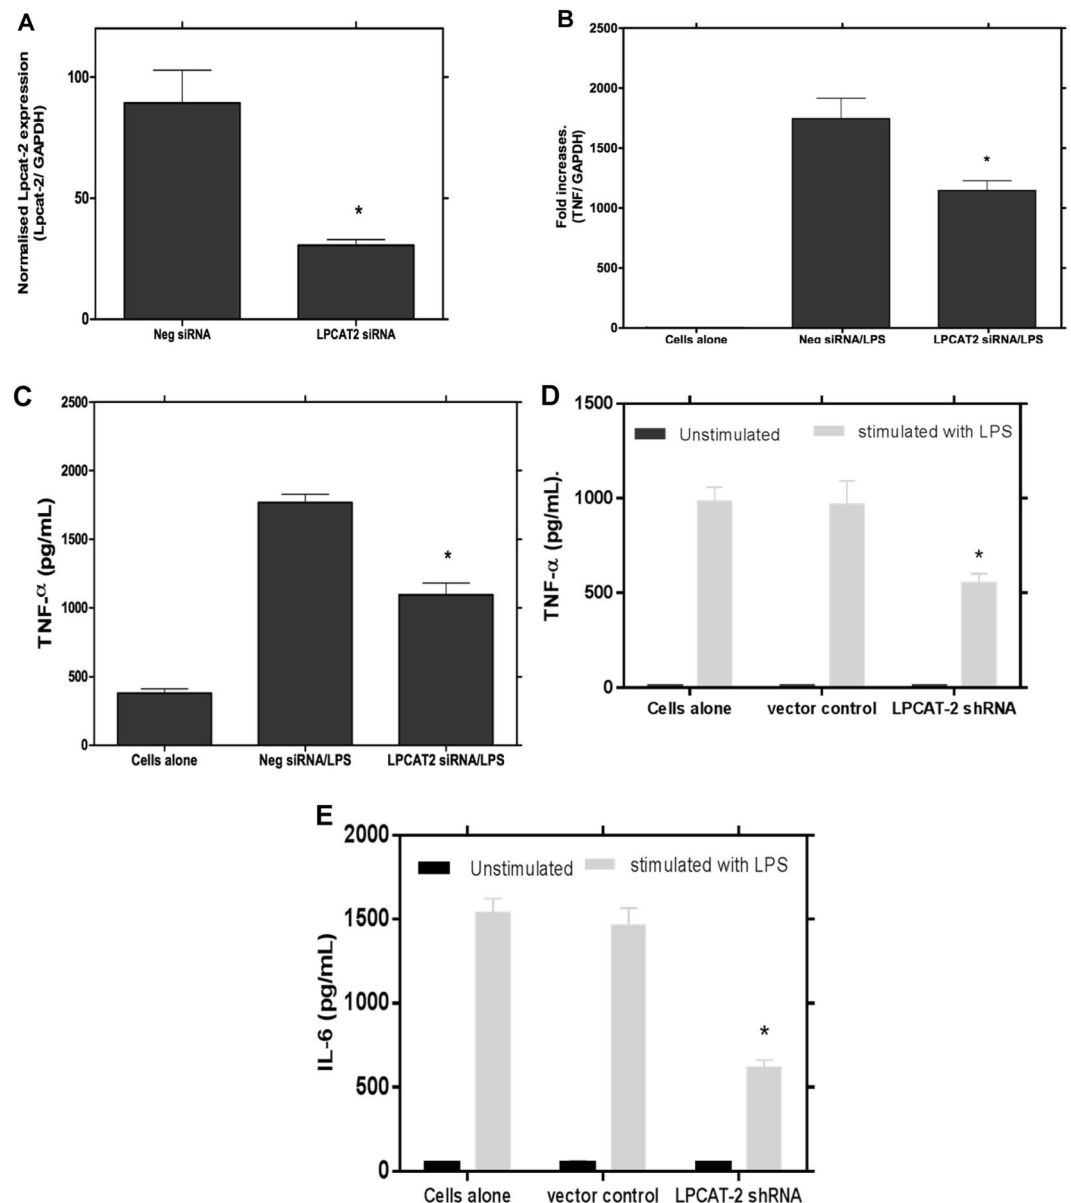 A
Normalised Lpcat-2 expression
(Lpcat-2/ GAPDH)
100
50
0
*
Neg siRNA LPCAT2 siRNA
B
Fold increases.
(TNF/ GAPDH)
2500
2000
1500
1000
500
0
*
Cells alone Neg siRNA/LPS LPCAT2 siRNA/LPS
C
TNF-α (pg/mL)
2500
2000
1500
1000
500
0
*
Cells alone Neg siRNA/LPS LPCAT2 siRNA/LPS
D
TNF-α (pg/mL).
1500
1000
500
0
Unstimulated stimulated with LPS
*
Cells alone vector control LPCAT-2 shRNA
E
IL-6 (pg/mL)
2000
1500
1000
500
0
Unstimulated stimulated with LPS
*
Cells alone vector control LPCAT-2 shRNA